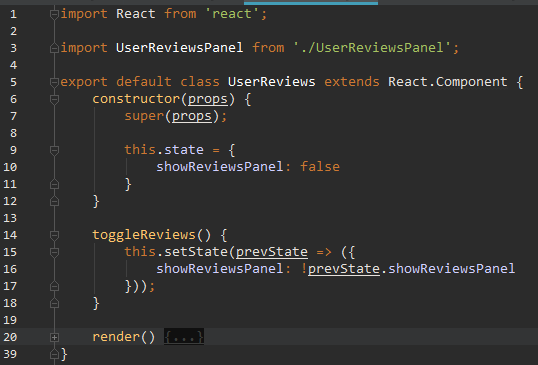 1 import React from 'react';
2
3 import UserReviewsPanel from './UserReviewsPanel';
4
5 export default class UserReviews extends React.Component {
6 constructor(props) {
7 super(props);
8
9 this.state = {
10 showReviewsPanel: false
11 }
12 }
13
14 toggleReviews() {
15 this.setState(prevState => ({
16 showReviewsPanel: !prevState.showReviewsPanel
17 }));
18 }
19
20 render() {...}
39 }